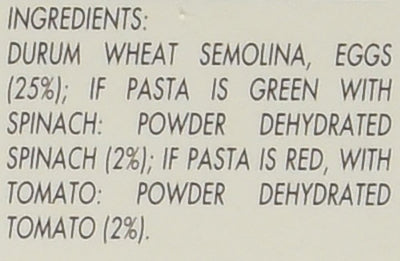 INGREDIENTS:
DURUM WHEAT SEMOLINA, EGGS
(25%); IF PASTA IS GREEN WITH
SPINACH: POWDER DEHYDRATED
SPINACH (2%); IF PASTA IS RED, WITH
TOMATO: POWDER DEHYDRATED
TOMATO (2%).